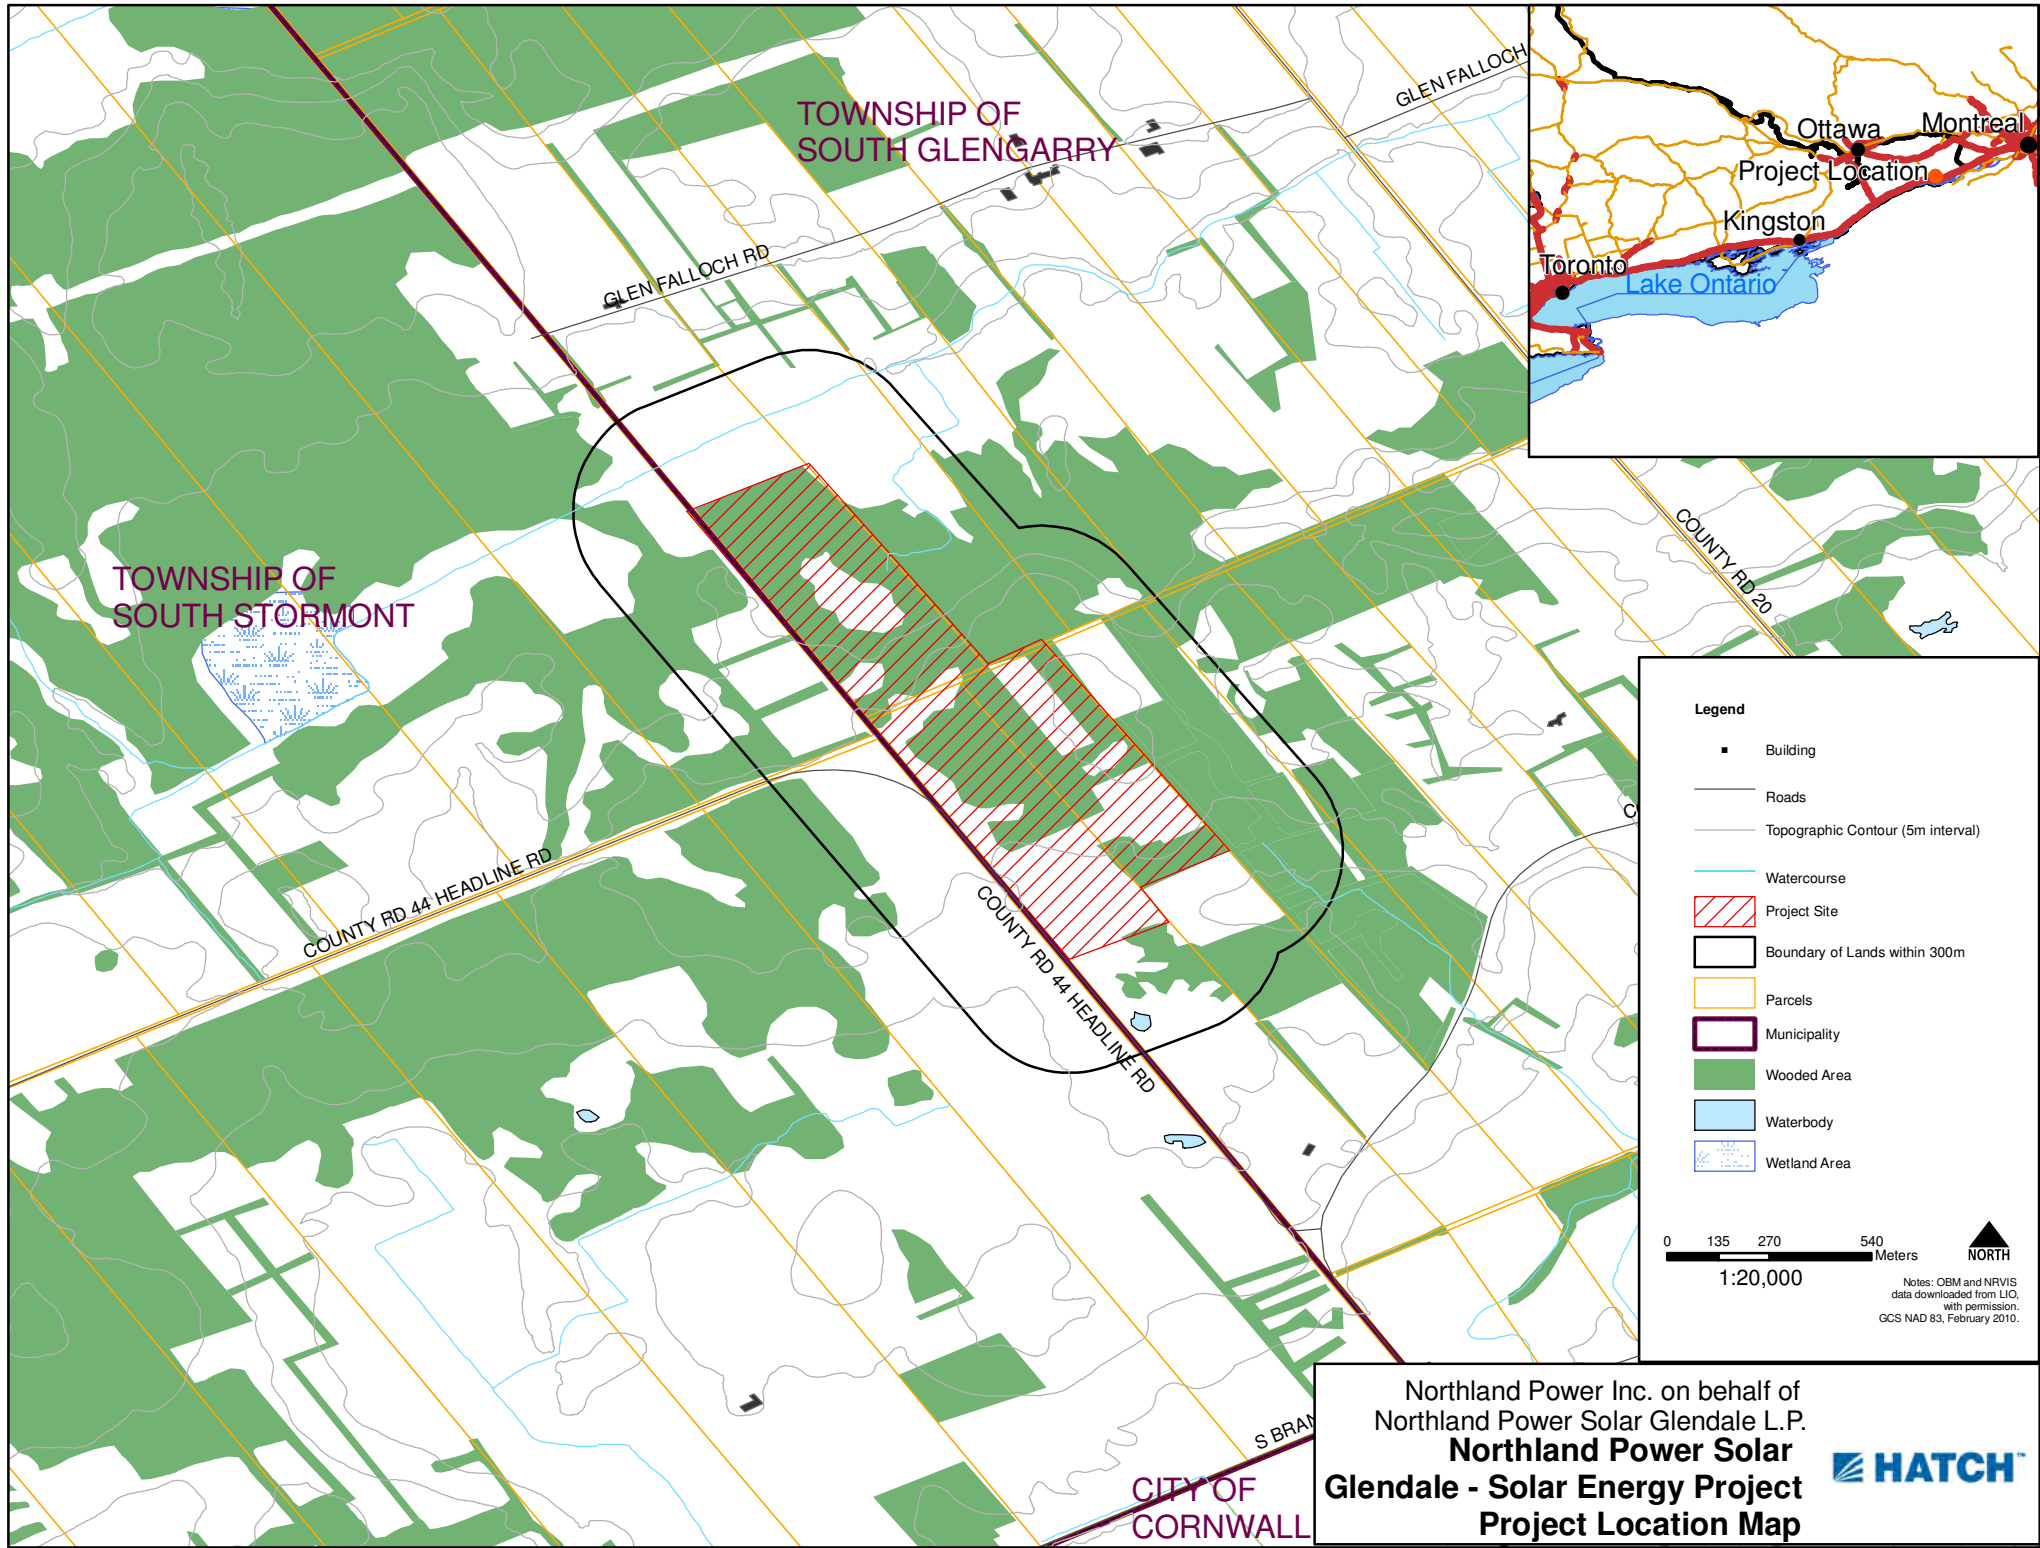 TOWNSHIP OF
SOUTH GLENGARRY
GLEN FALLOCH
GLEN FALLOCH RD
Ottawa
Montreal
Project Location
Kingston
Toronto
Lake Ontario
TOWNSHIP OF
SOUTH STORMONT
COUNTY RD 20
COUNTY RD 44 HEADLINE RD
COUNTY RD 44 HEADLINE RD
C
S BRAN
CITY OF
CORNWALL
Legend
Building
Roads
Topographic Contour (5m interval)
Watercourse
Project Site
Boundary of Lands within 300m
Parcels
Municipality
Wooded Area
Waterbody
Wetland Area
0 135 270 540
Meters
1:20,000
NORTH
Notes: OBM and NRVIS
data downloaded from LIO,
with permission.
GCS NAD 83, February 2010.
Northland Power Inc. on behalf of
Northland Power Solar Glendale L.P.
Northland Power Solar
Glendale - Solar Energy Project
Project Location Map
HATCH™